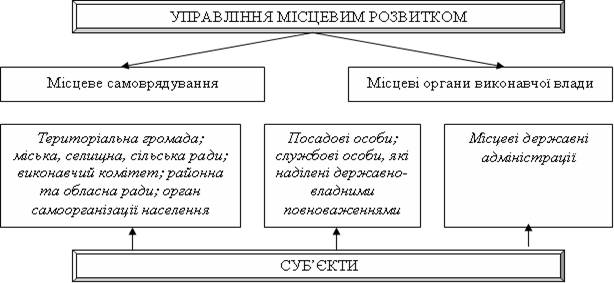 УПРАВЛІННЯ МІСЦЕВИМ РОЗВИТКОМ
Місцеве самоврядування
Місцеві органи виконавчої влади
Територіальна громада;
міська, селищна, сільська ради;
виконавчий комітет; районна
та обласна ради; орган
самоорганізації населення
Посадові особи;
службові особи, які
наділені державно-
владними
повноваженнями
Місцеві державні
адміністрації
СУБ’ЄКТИ